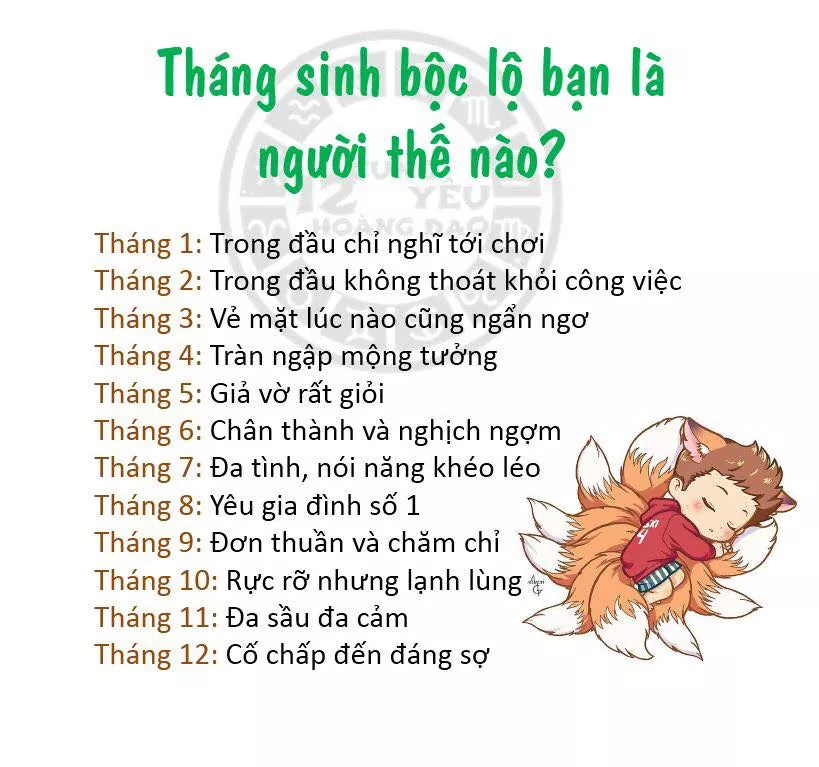 Tháng sinh bộc lộ bạn là
người thế nào?
12
YÊU
HOÀNG ĐẠO
Tháng 1: Trong đầu chỉ nghĩ tới chơi
Tháng 2: Trong đầu không thoát khỏi công việc
Tháng 3: Vẻ mặt lúc nào cũng ngẩn ngơ
Tháng 4: Tràn ngập mộng tưởng
Tháng 5: Giả vờ rất giỏi
Tháng 6: Chân thành và nghịch ngợm
Tháng 7: Đa tình, nói năng khéo léo
Tháng 8: Yêu gia đình số 1
Tháng 9: Đơn thuần và chăm chỉ
Tháng 10: Rực rỡ nhưng lạnh lùng
Tháng 11: Đa sầu đa cảm
Tháng 12: Cố chấp đến đáng sợ
4